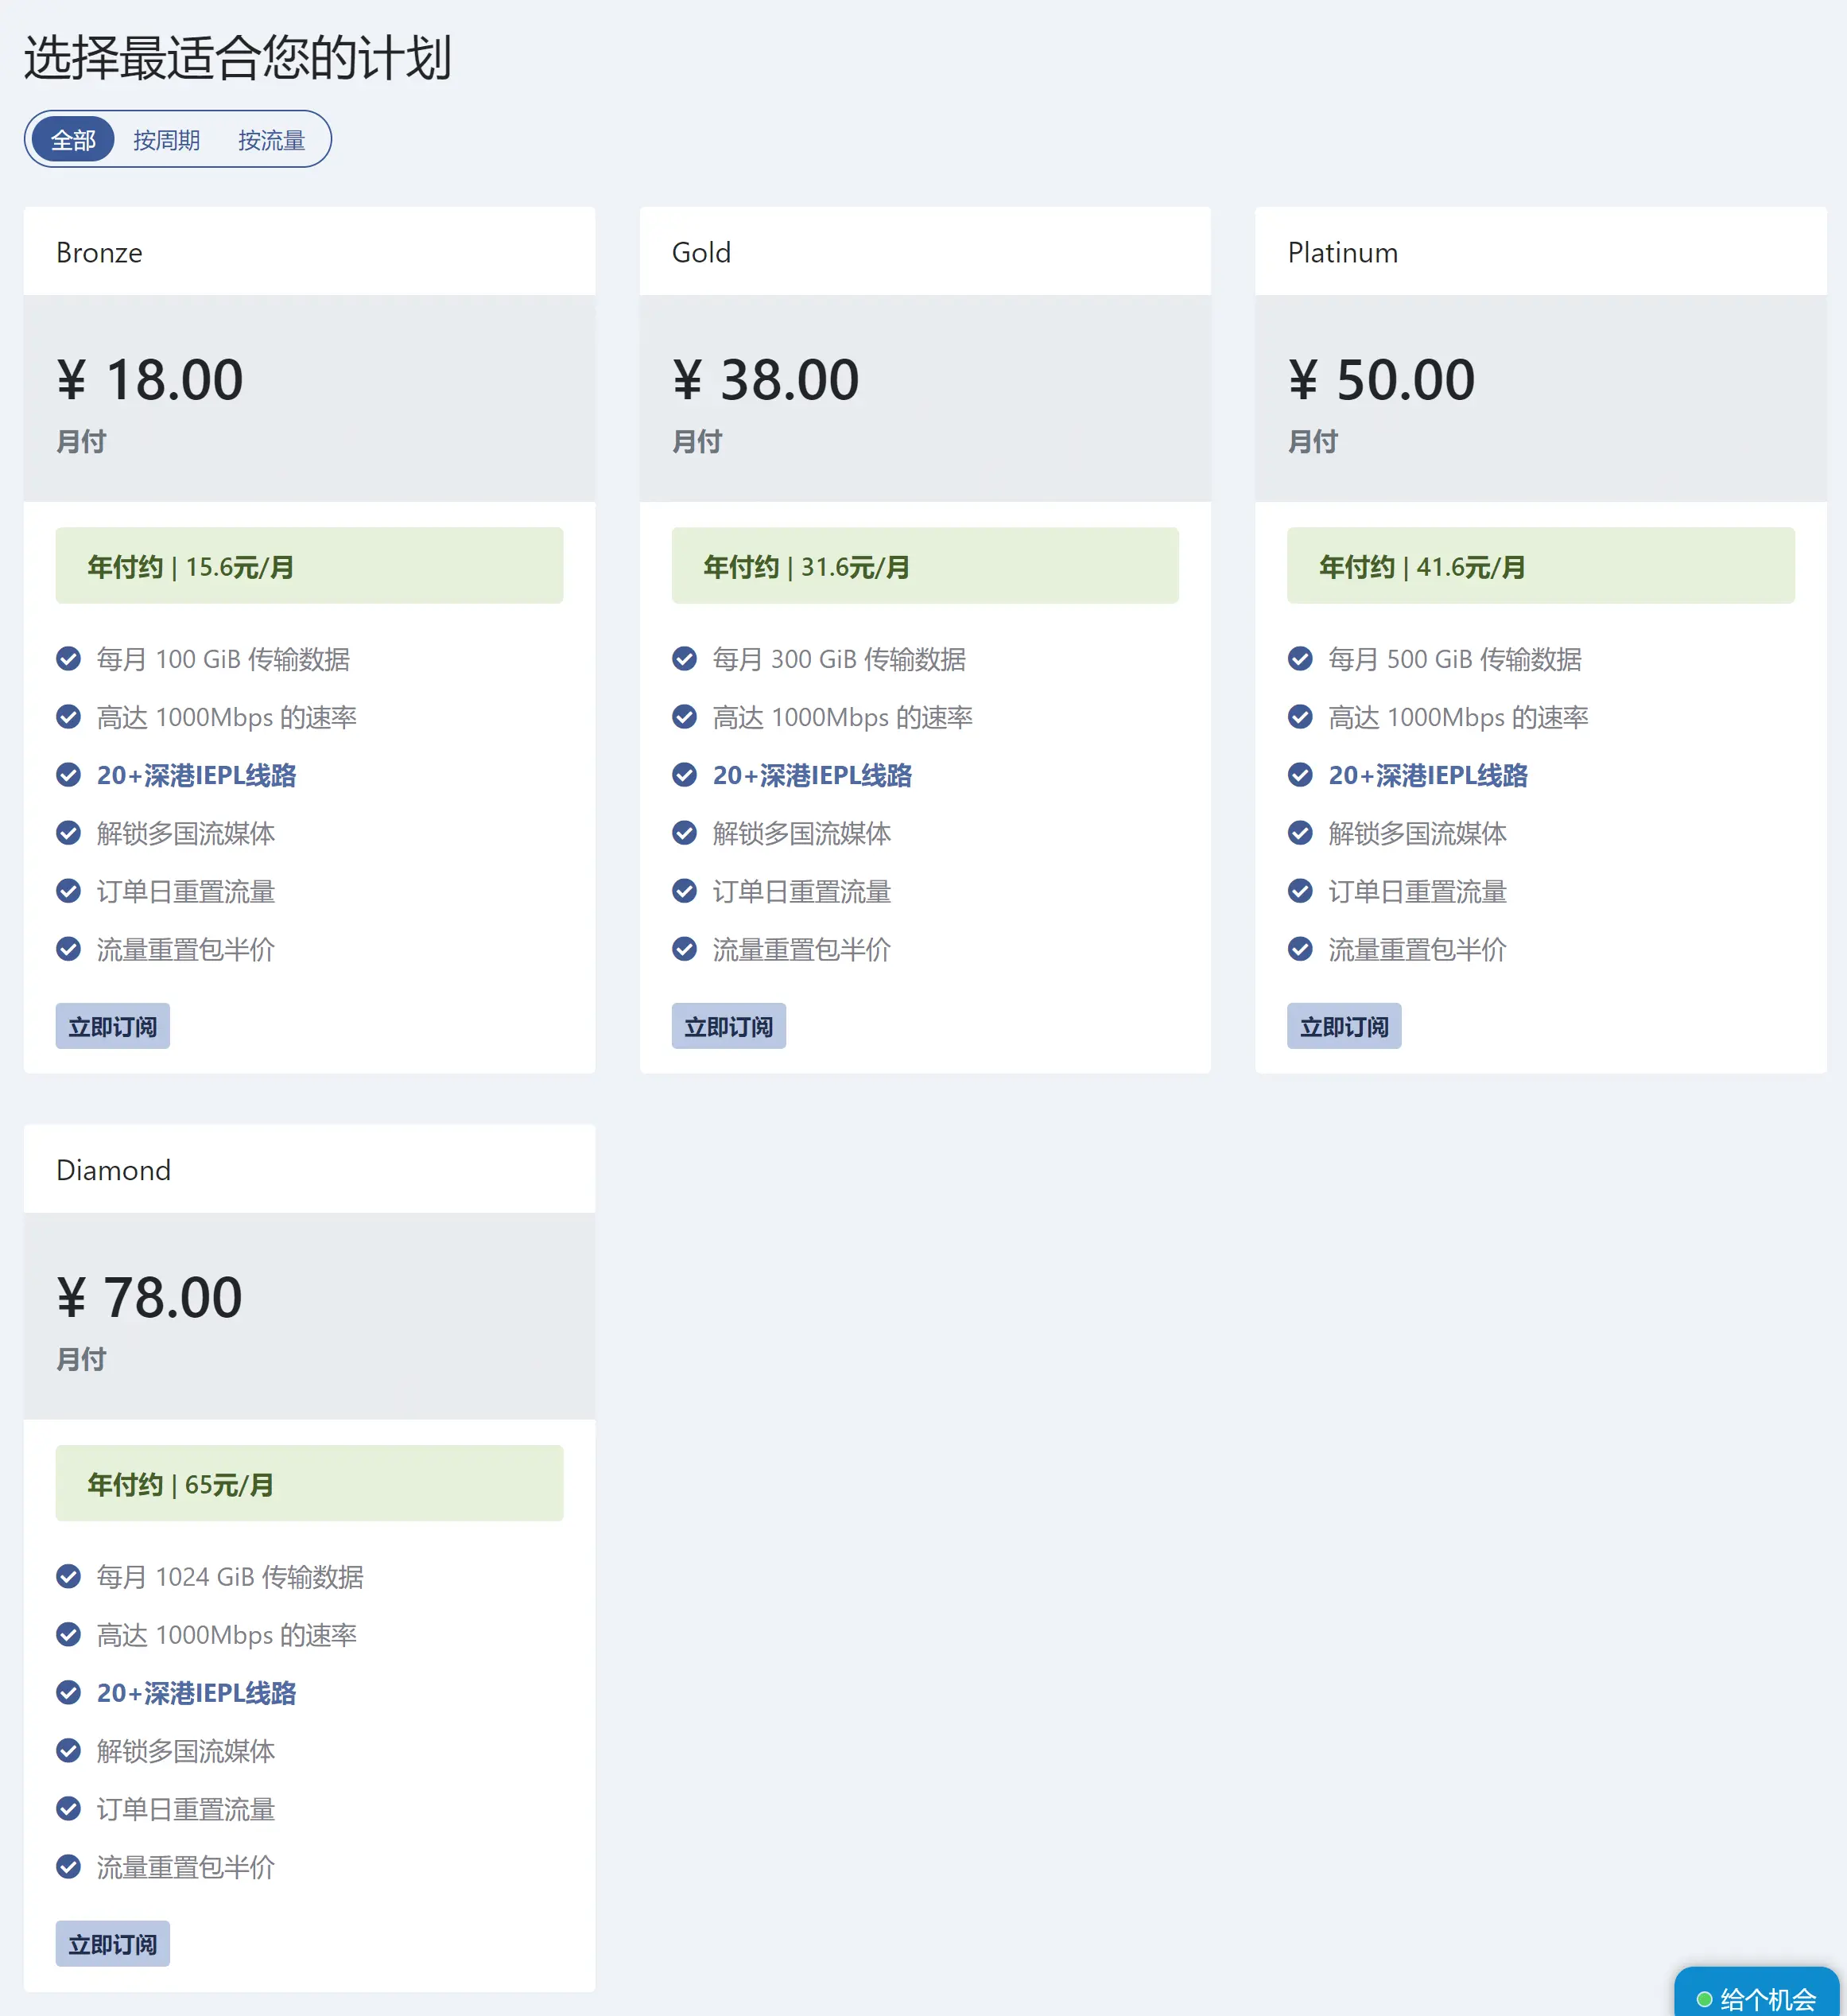 选择最适合您的计划
全部 按周期 按流量
Bronze
¥ 18.00
月付
年付约 | 15.6元/月
每月 100 GiB 传输数据
高达 1000Mbps 的速率
20+深港IEPL线路
解锁多国流媒体
订单日重置流量
流量重置包半价
立即订阅
Gold
¥ 38.00
月付
年付约 | 31.6元/月
每月 300 GiB 传输数据
高达 1000Mbps 的速率
20+深港IEPL线路
解锁多国流媒体
订单日重置流量
流量重置包半价
立即订阅
Platinum
¥ 50.00
月付
年付约 | 41.6元/月
每月 500 GiB 传输数据
高达 1000Mbps 的速率
20+深港IEPL线路
解锁多国流媒体
订单日重置流量
流量重置包半价
立即订阅
Diamond
¥ 78.00
月付
年付约 | 65元/月
每月 1024 GiB 传输数据
高达 1000Mbps 的速率
20+深港IEPL线路
解锁多国流媒体
订单日重置流量
流量重置包半价
立即订阅
给个机会